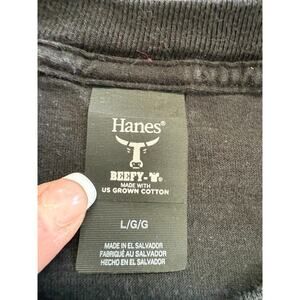 Hanes®
BEEFY-T®
MADE WITH
US GROWN COTTON
L/G/G
MADE IN EL SALVADOR
FABRIQUÉ AU SALVADOR
HECHO EN EL SALVADOR